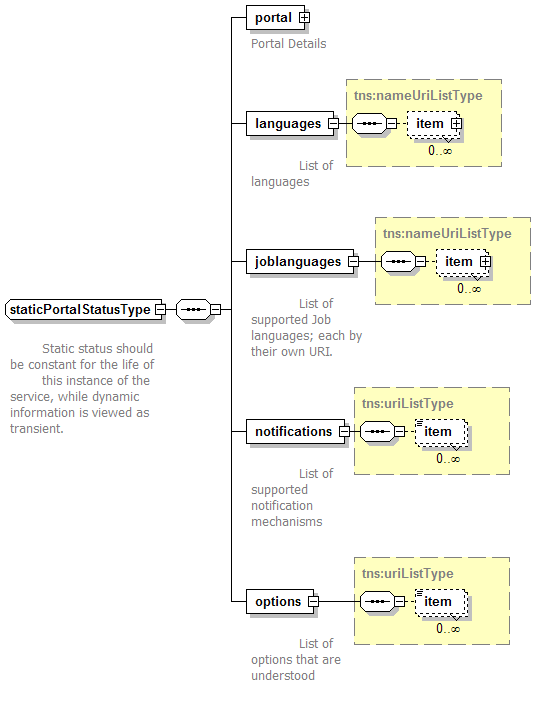 portal
Portal Details
tns:nameUriListType
languages
item
0..∞
List of
languages
tns:nameUriListType
joblanguages
item
0..∞
List of
supported Job
languages; each by
their own URI.
staticPortalStatusType
Static status should
be constant for the life of
this instance of the
service, while dynamic
information is viewed as
transient.
tns:uriListType
notifications
item
0..∞
List of
supported
notification
mechanisms
tns:uriListType
options
item
0..∞
List of
options that are
understood